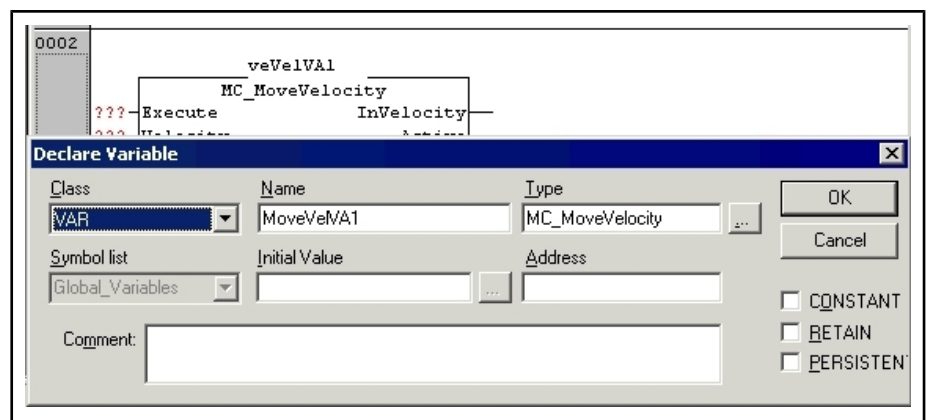 0002
veVelVA1
MC_MoveVelocity
???-Execute InVelocity
???
Declare Variable
Class Name Type
VAR MoveVelVA1 MC_MoveVelocity ...
OK
Cancel
Symbol list Initial Value Address
Global_Variables ...
CONSTANT
RETAIN
PERSISTEN
Comment: